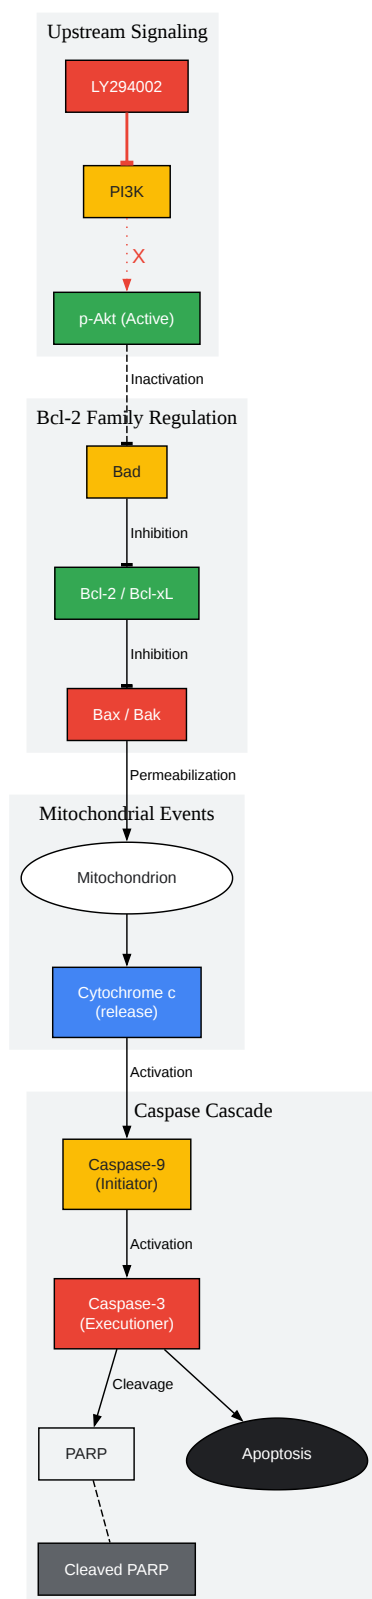 Upstream Signaling
LY294002
PI3K
X
p-Akt (Active)
Inactivation
Bcl-2 Family Regulation
Bad
Inhibition
Bcl-2 / Bcl-xL
Inhibition
Bax / Bak
Permeabilization
Mitochondrial Events
Mitochondrion
Cytochrome c
(release)
Activation
Caspase Cascade
Caspase-9
(Initiator)
Activation
Caspase-3
(Executioner)
Cleavage
PARP
Apoptosis
Cleaved PARP